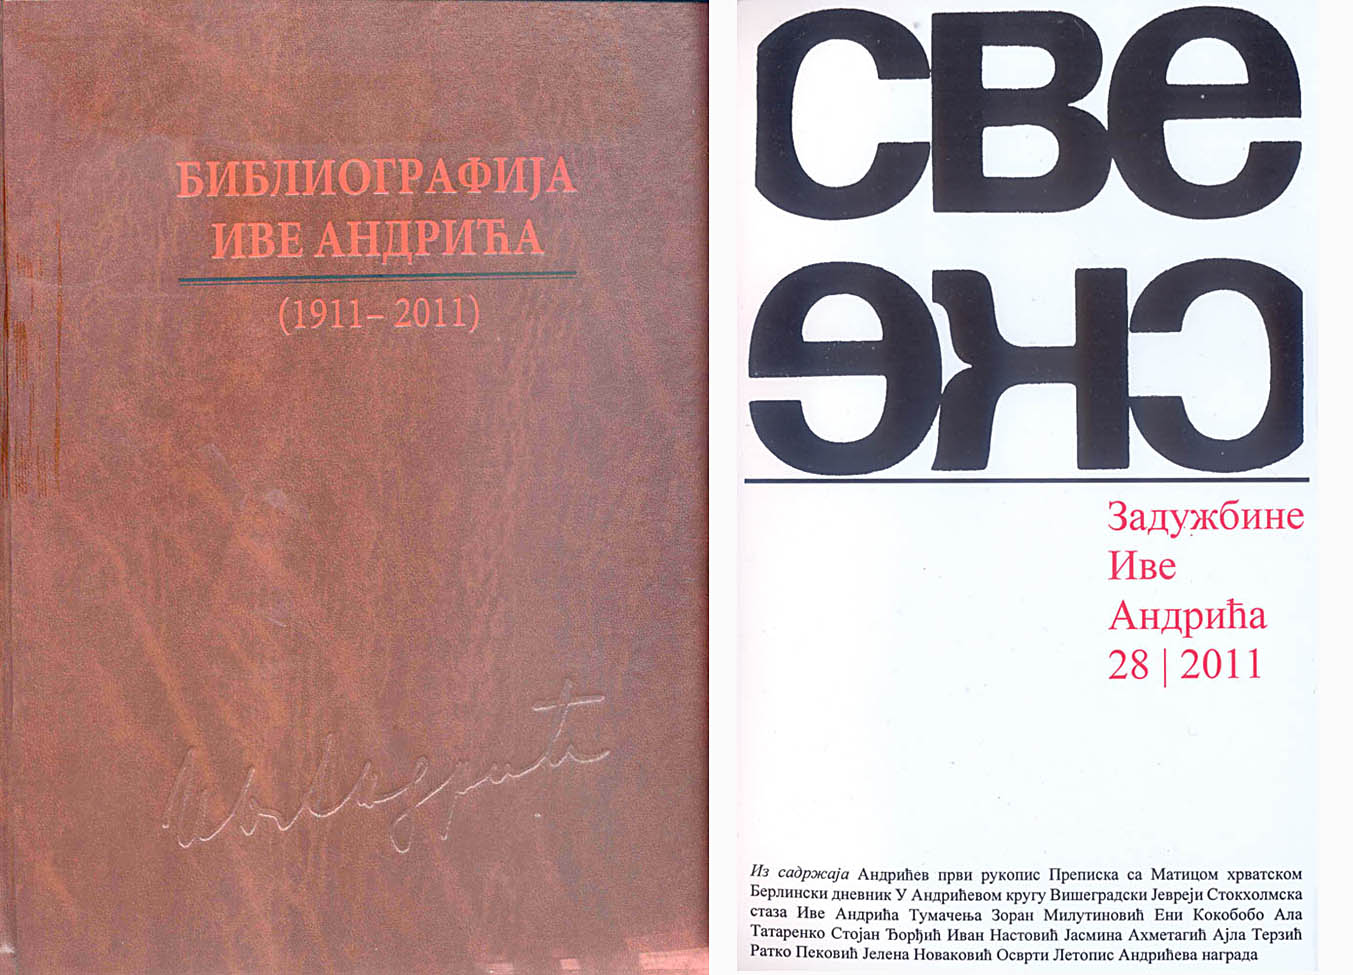 БИБЛИОГРАФИЈА
ИВЕ АНДРИЋА
(1911– 2011)
Иво Андрић
све
ске
Задужбине
Иве
Андрића
28 | 2011
Из садржаја Андрићев први рукопис Преписка са Матицом хрватском
Берлински дневник У Андрићевом кругу Вишеградски Јевреји Стокхолмска
стаза Иве Андрића Тумачења Зоран Милутиновић Ени Кокобобо Ала
Татаренко Стојан Ђорђић Иван Настовић Јасмина Ахметагић Ајла Терзић
Ратко Пековић Јелена Новаковић Осврти Летопис Андрићева награда